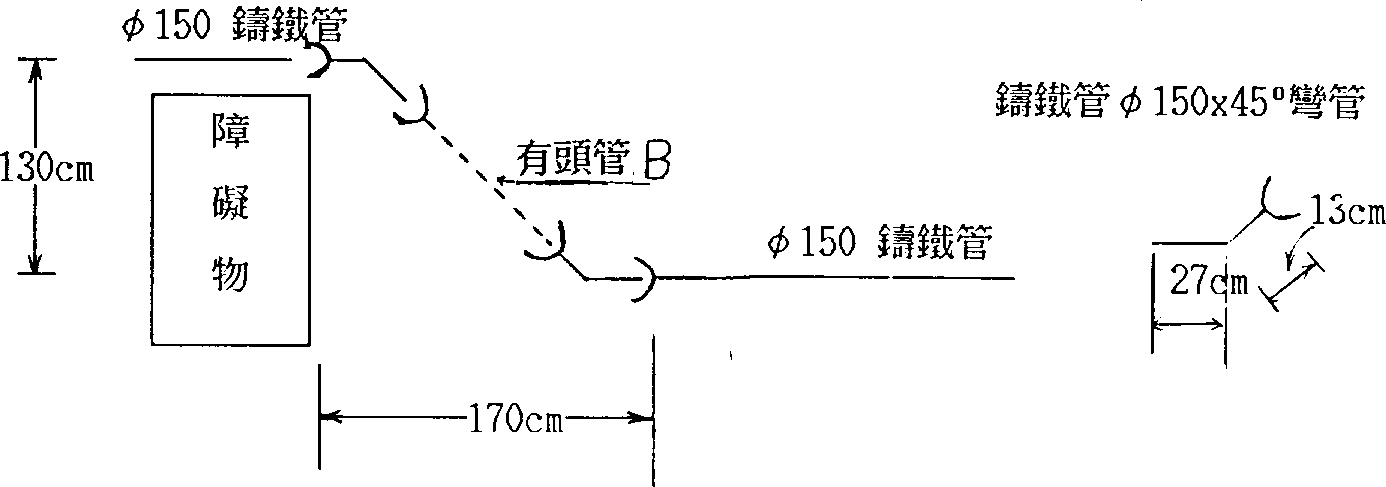 φ150 鑄鐵管
鑄鐵管φ150x45°彎管
障
礙
物
130cm
有頭管B
13cm
φ150 鑄鐵管
27cm
170cm